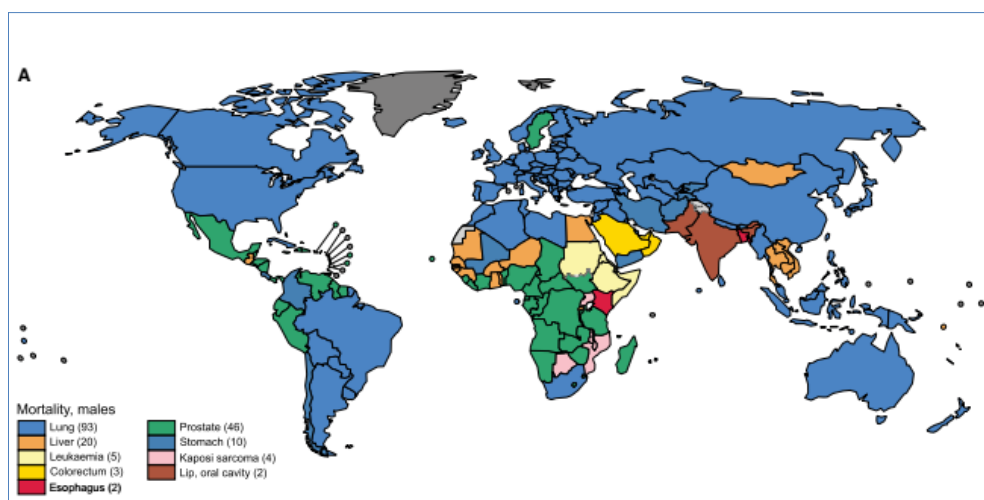 A
Mortality, males
Lung (93)
Liver (20)
Leukaemia (5)
Colorectum (3)
Esophagus (2)
Prostate (46)
Stomach (10)
Kaposi sarcoma (4)
Lip, oral cavity (2)